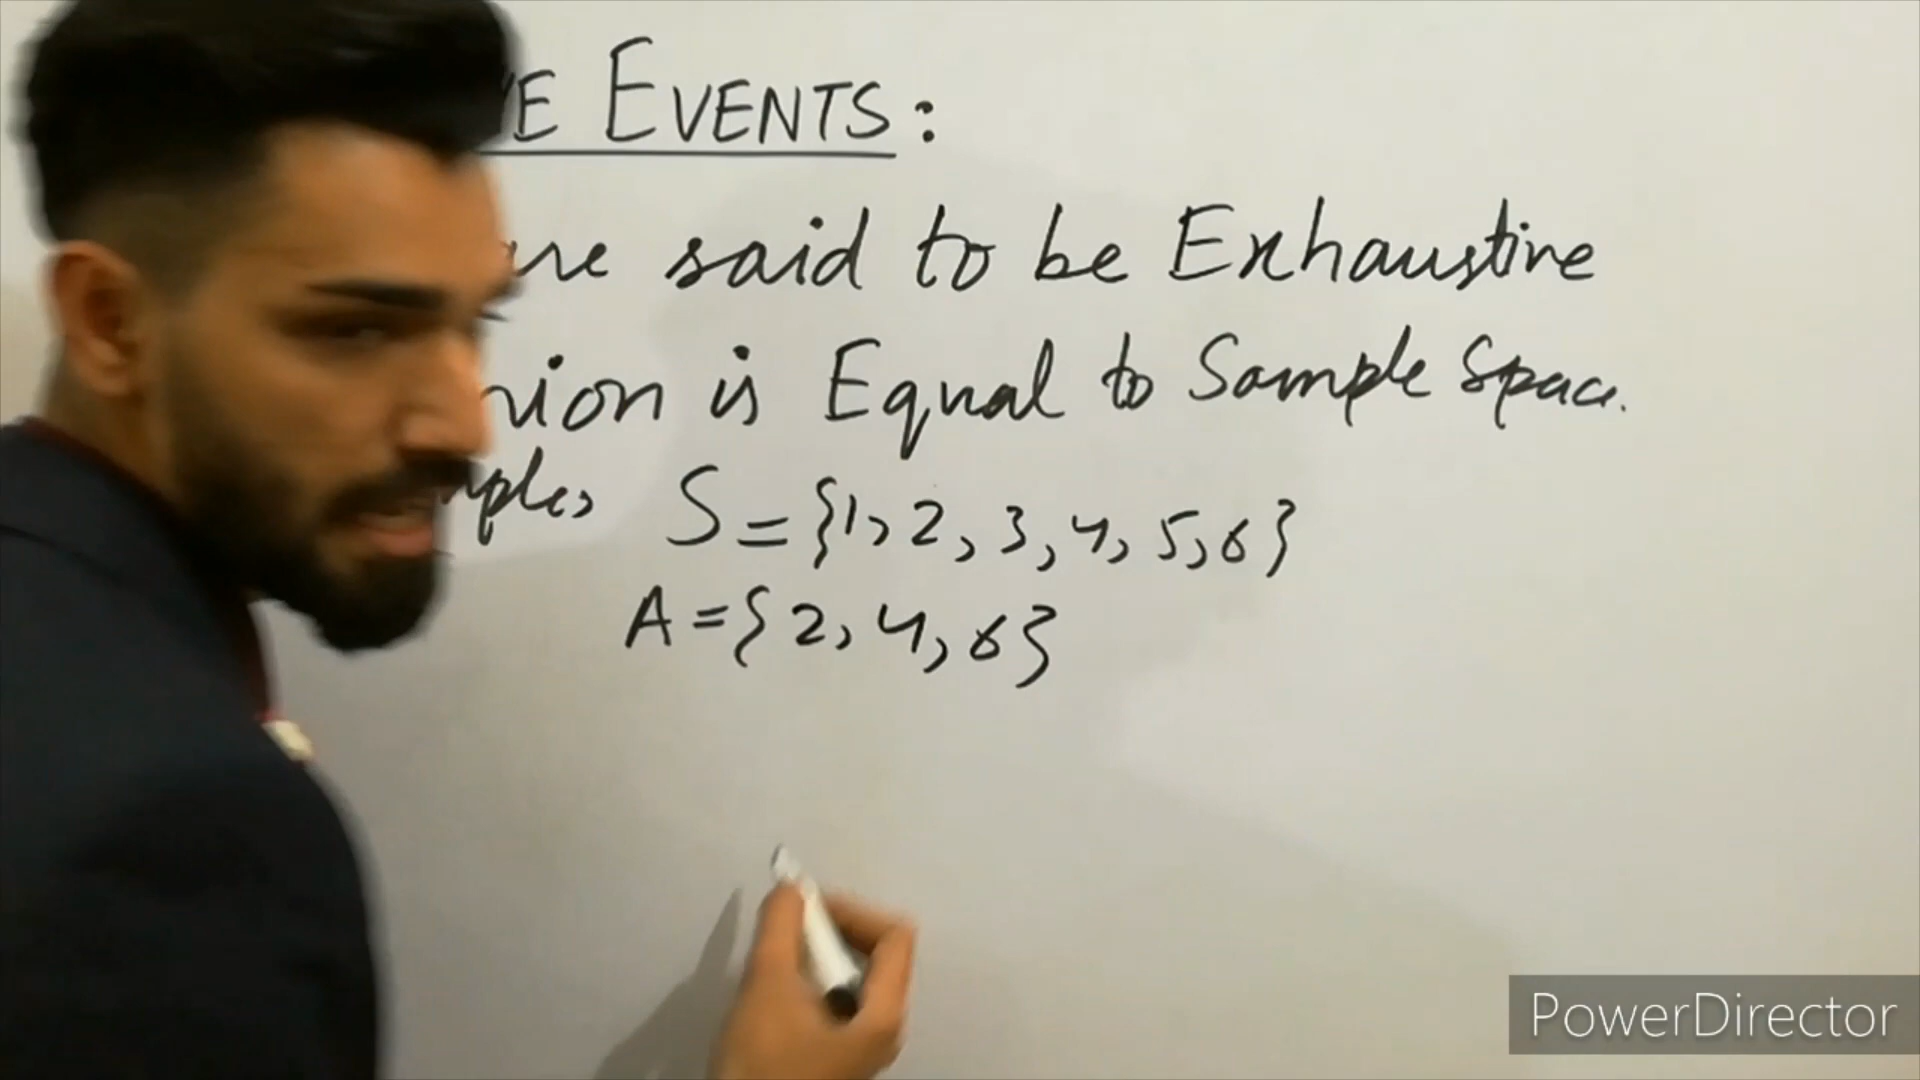 EVENTS:
said to be Exhaustive
is Equal to Sample Space.
S = {1, 2, 3, 4, 5, 6}
A = {2, 4, 6}
PowerDirector